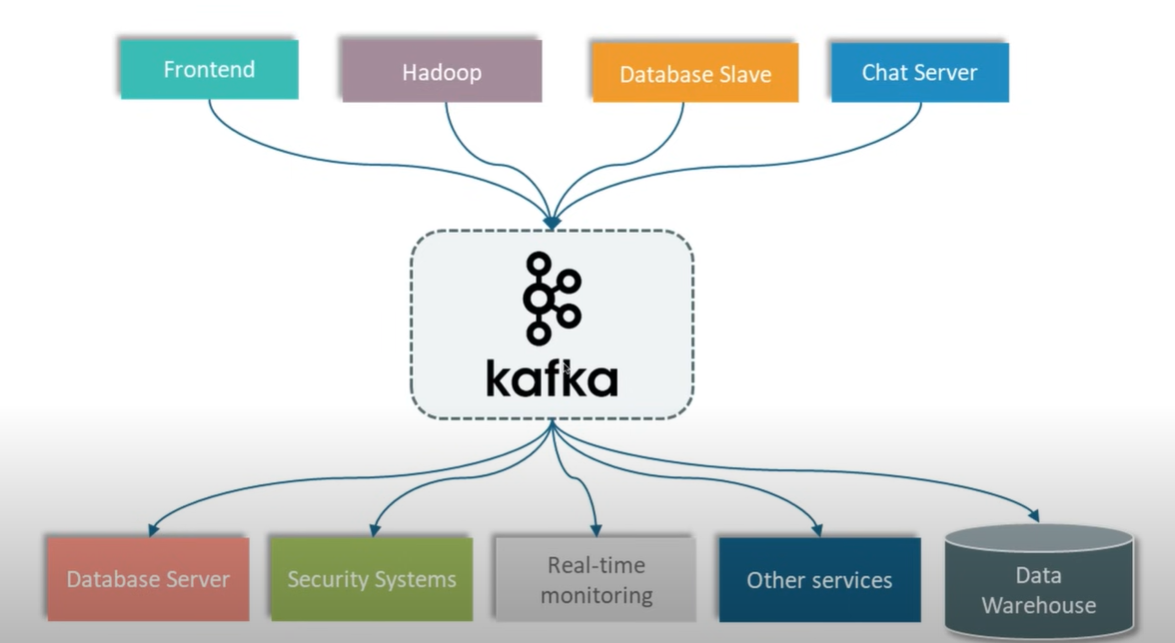 Frontend
Hadoop
Database Slave
Chat Server
kafka
Database Server
Security Systems
Real-time
monitoring
Other services
Data
Warehouse